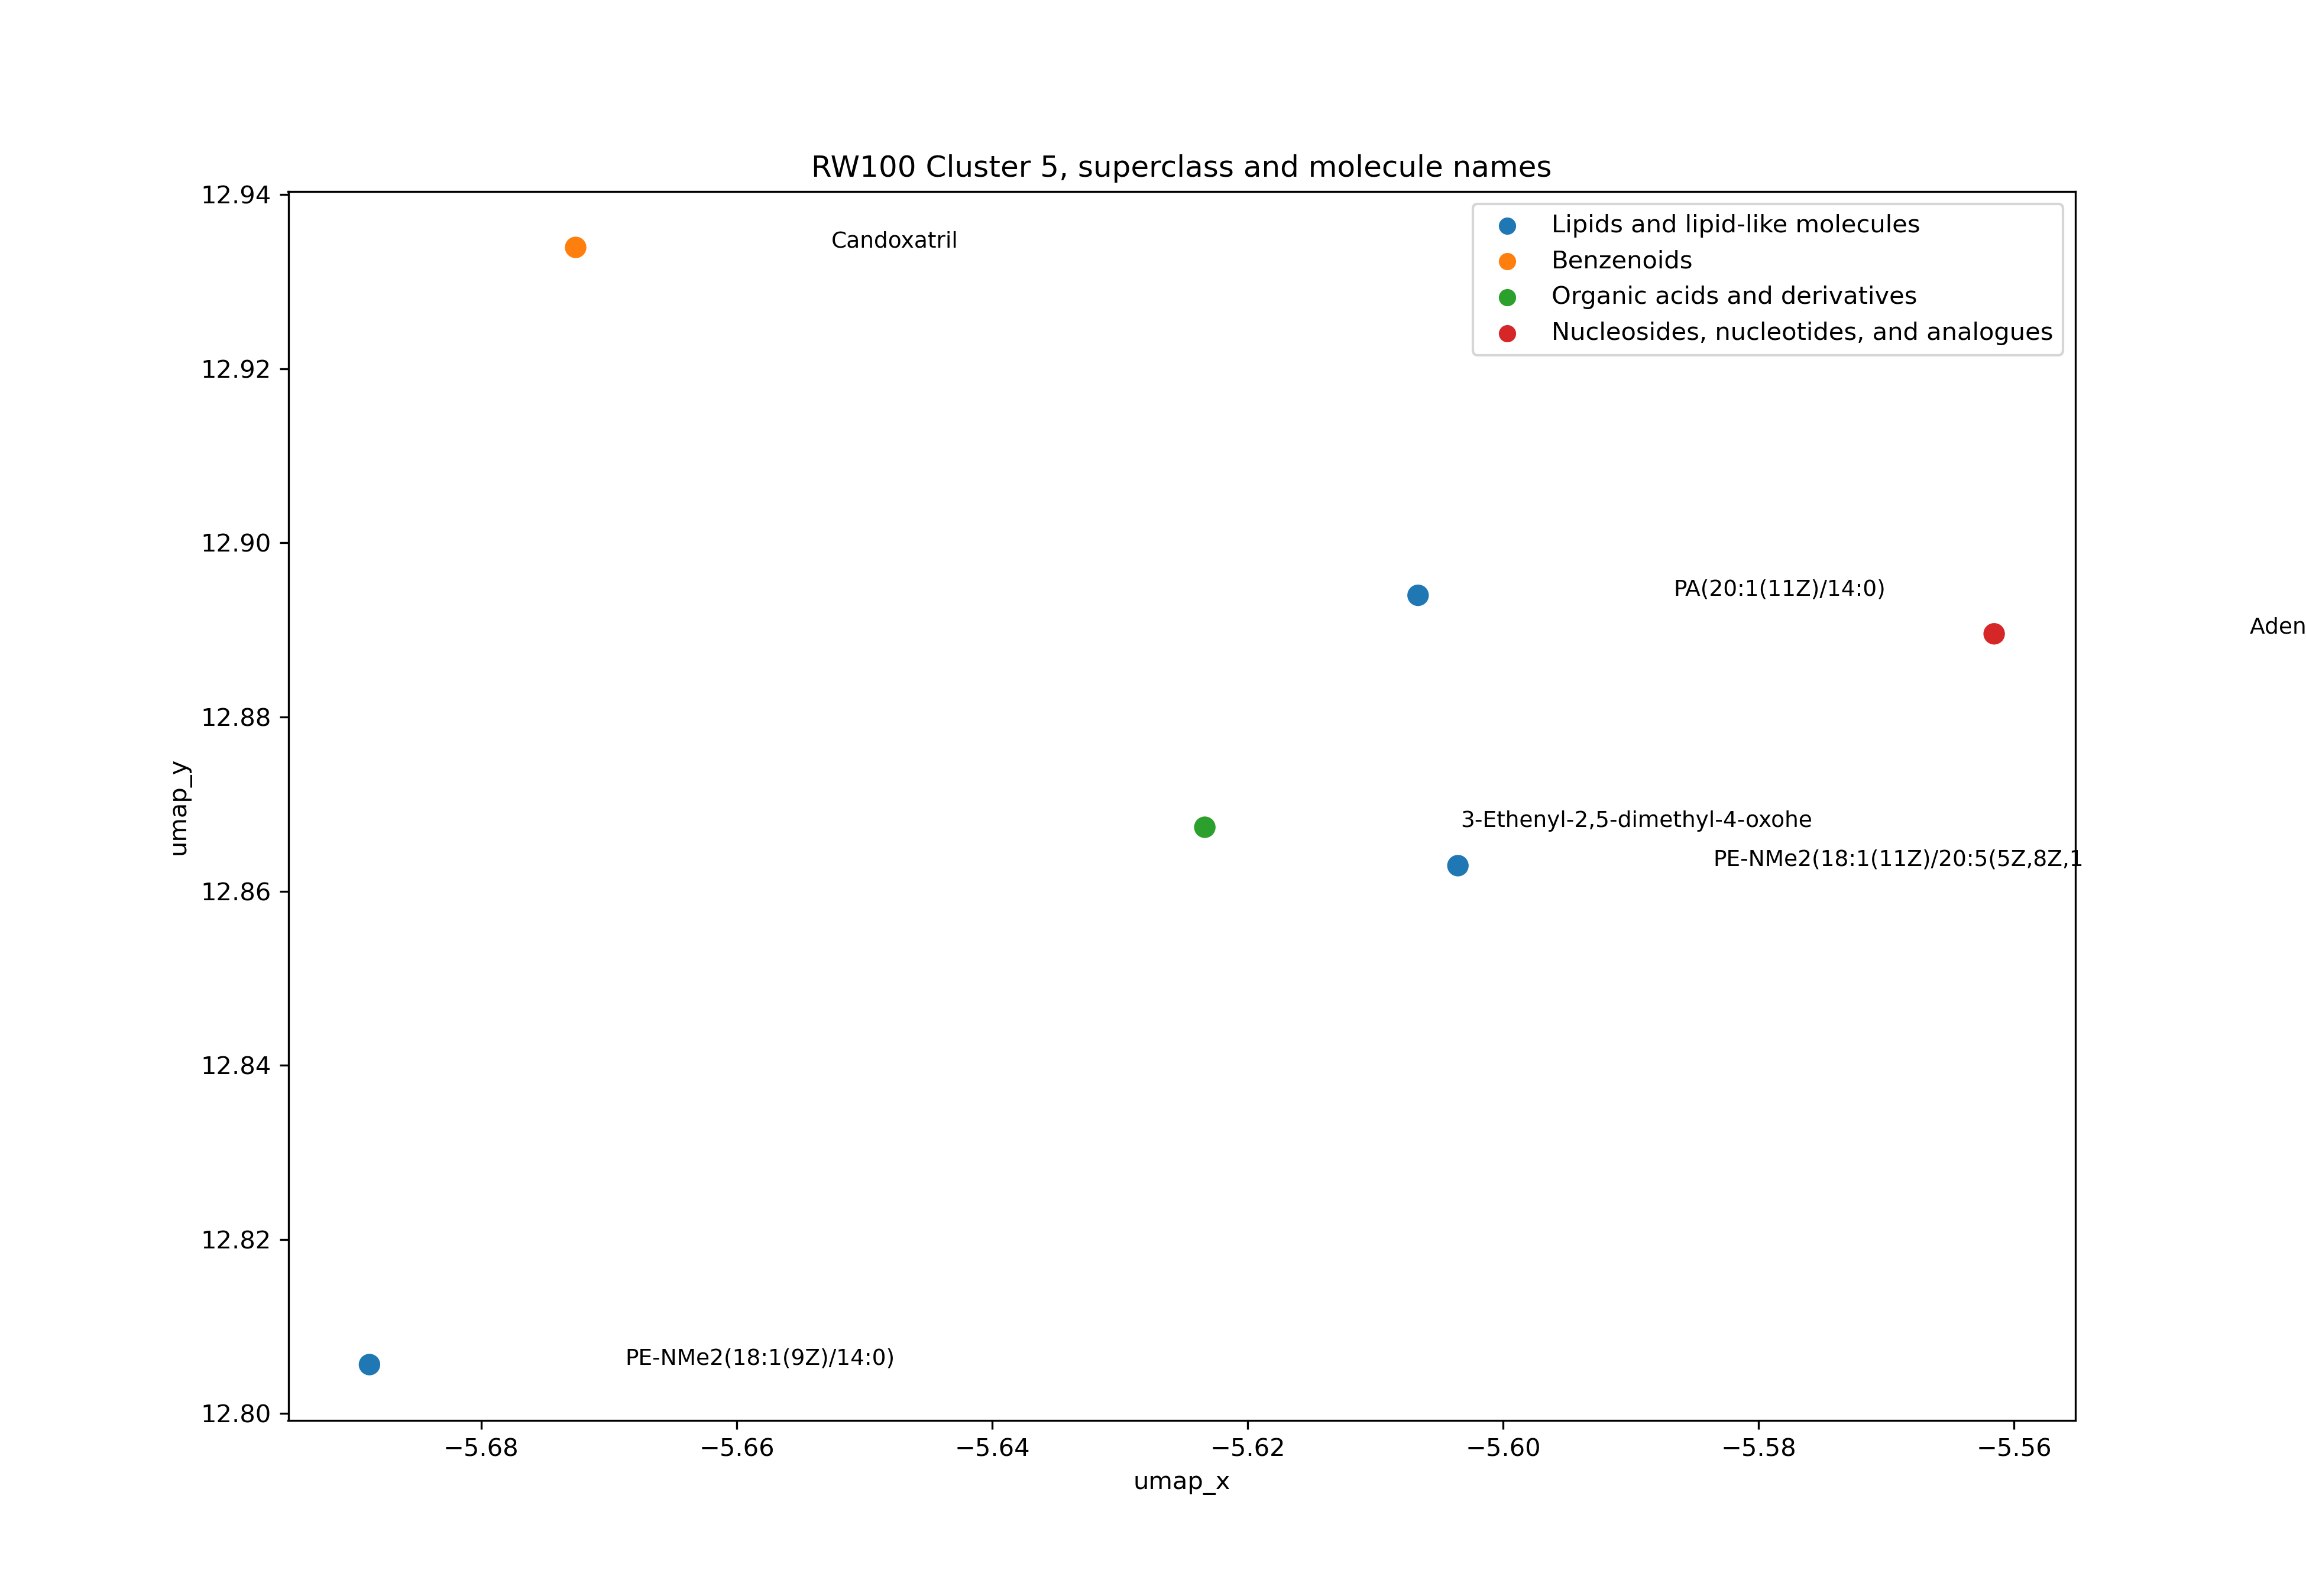 RW100 Cluster 5, superclass and molecule names
12.94
Candoxatril
Lipids and lipid-like molecules
Benzenoids
Organic acids and derivatives
Nucleosides, nucleotides, and analogues
12.92
12.90
PA(20:1(11Z)/14:0)
Aden
12.88
umap_y
3-Ethenyl-2,5-dimethyl-4-oxohe
PE-NMe2(18:1(11Z)/20:5(5Z,8Z,1
12.86
12.84
12.82
PE-NMe2(18:1(9Z)/14:0)
12.80
−5.68 −5.66 −5.64 −5.62 −5.60 −5.58 −5.56
umap_x